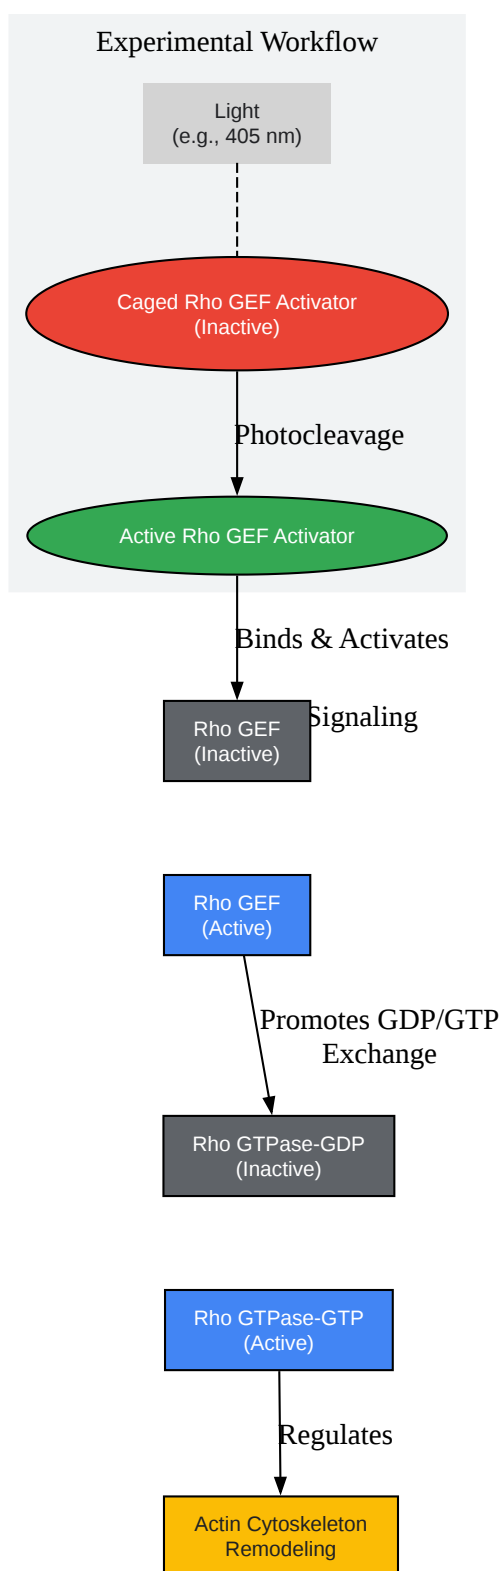 Experimental Workflow
Light
(e.g., 405 nm)
Caged Rho GEF Activator
(Inactive)
Photocleavage
Active Rho GEF Activator
Binds & Activates
Signaling
Rho GEF
(Inactive)
Rho GEF
(Active)
Promotes GDP/GTP
Exchange
Rho GTPase-GDP
(Inactive)
Rho GTPase-GTP
(Active)
Regulates
Actin Cytoskeleton
Remodeling